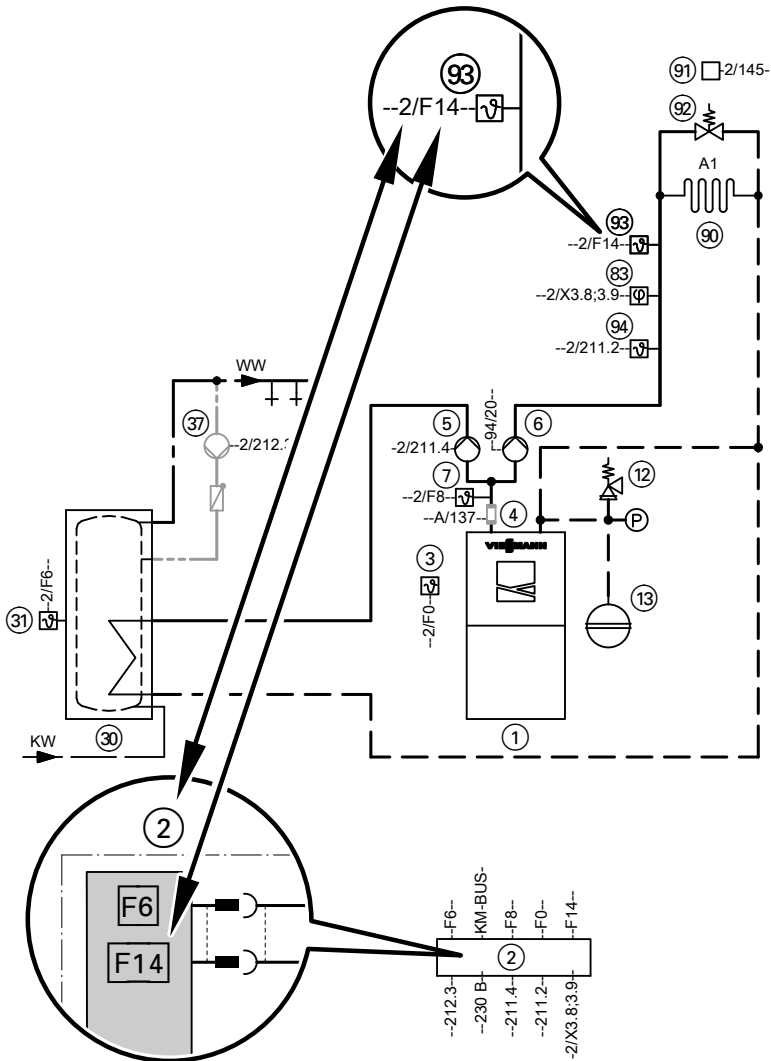 93
--2/F14--
91
-2/145-
92
A1
90
93
--2/F14--
83
--2/X3.8;3.9--
94
--2/211.2--
WW
37
--2/212.
5
-2/211.4-
--94/20--
6
7
--2/F8--
4
--A/137--
12
P
VIESMANN
3
--2/F0---
13
31
--2/F6--
30
KW
1
2
F6
F14
--F6--
-KM-BUS-
--F8--
--F0--
--F14--
2
--212.3--
--230 B--
--211.4--
--211.2--
-2/X3.8;3.9-